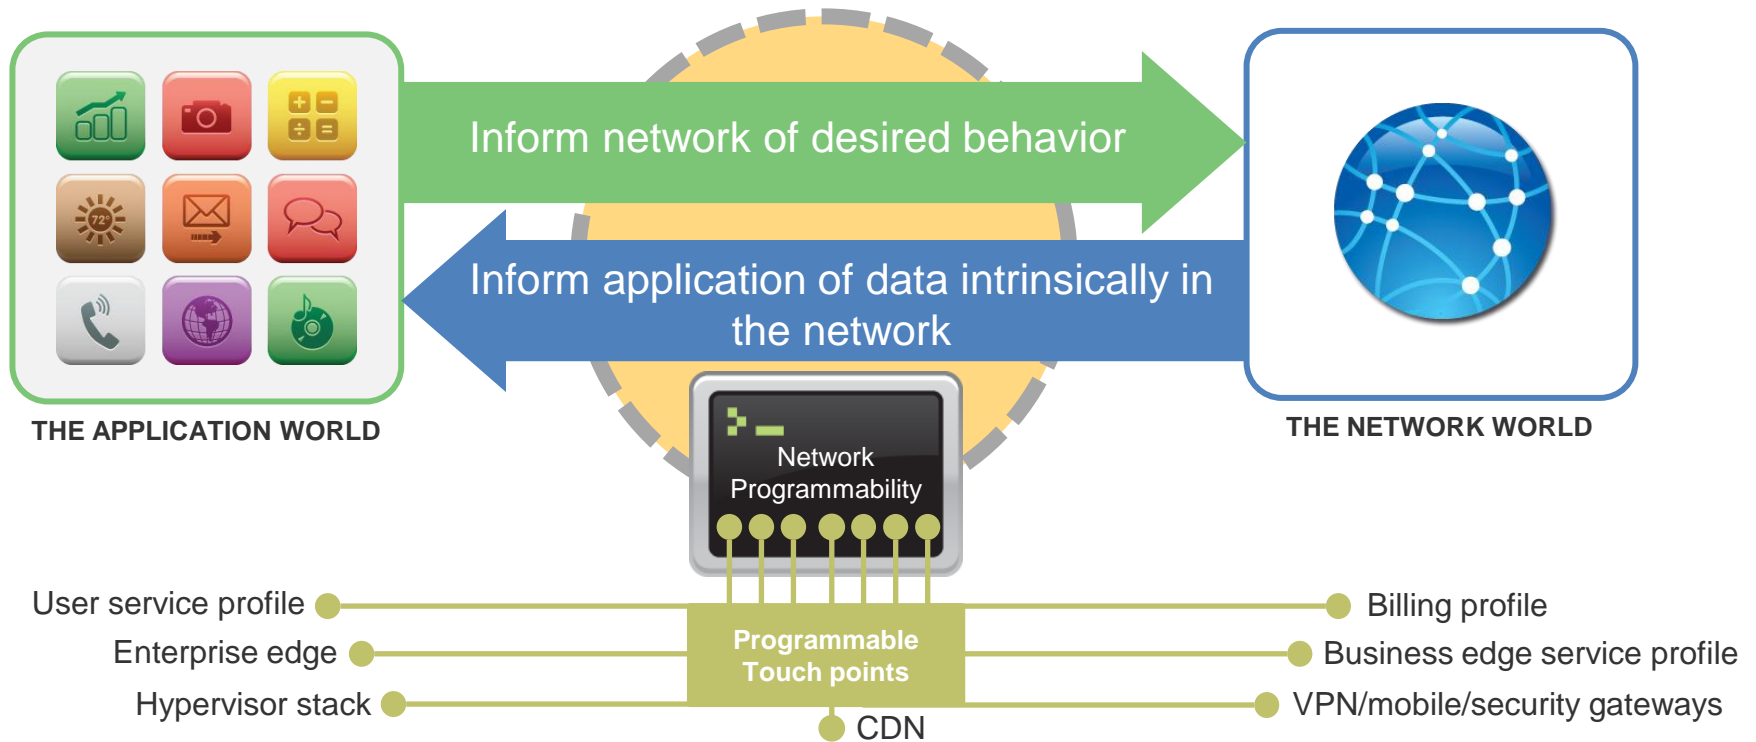 Inform network of desired behavior
72°
Inform application of data intrinsically in
the network
THE APPLICATION WORLD
THE NETWORK WORLD
Network
Programmability
User service profile
Enterprise edge
Hypervisor stack
Programmable
Touch points
CDN
Billing profile
Business edge service profile
VPN/mobile/security gateways